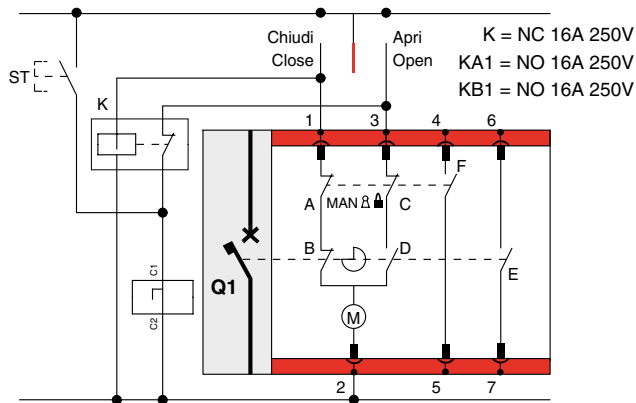 Chiudi
Close
Apri
Open
K = NC 16A 250V
KA1 = NO 16A 250V
KB1 = NO 16A 250V
ST
K
1
3
4
6
F
A
MAN
C
B
D
E
Q1
C1
C2
M
2
5
7